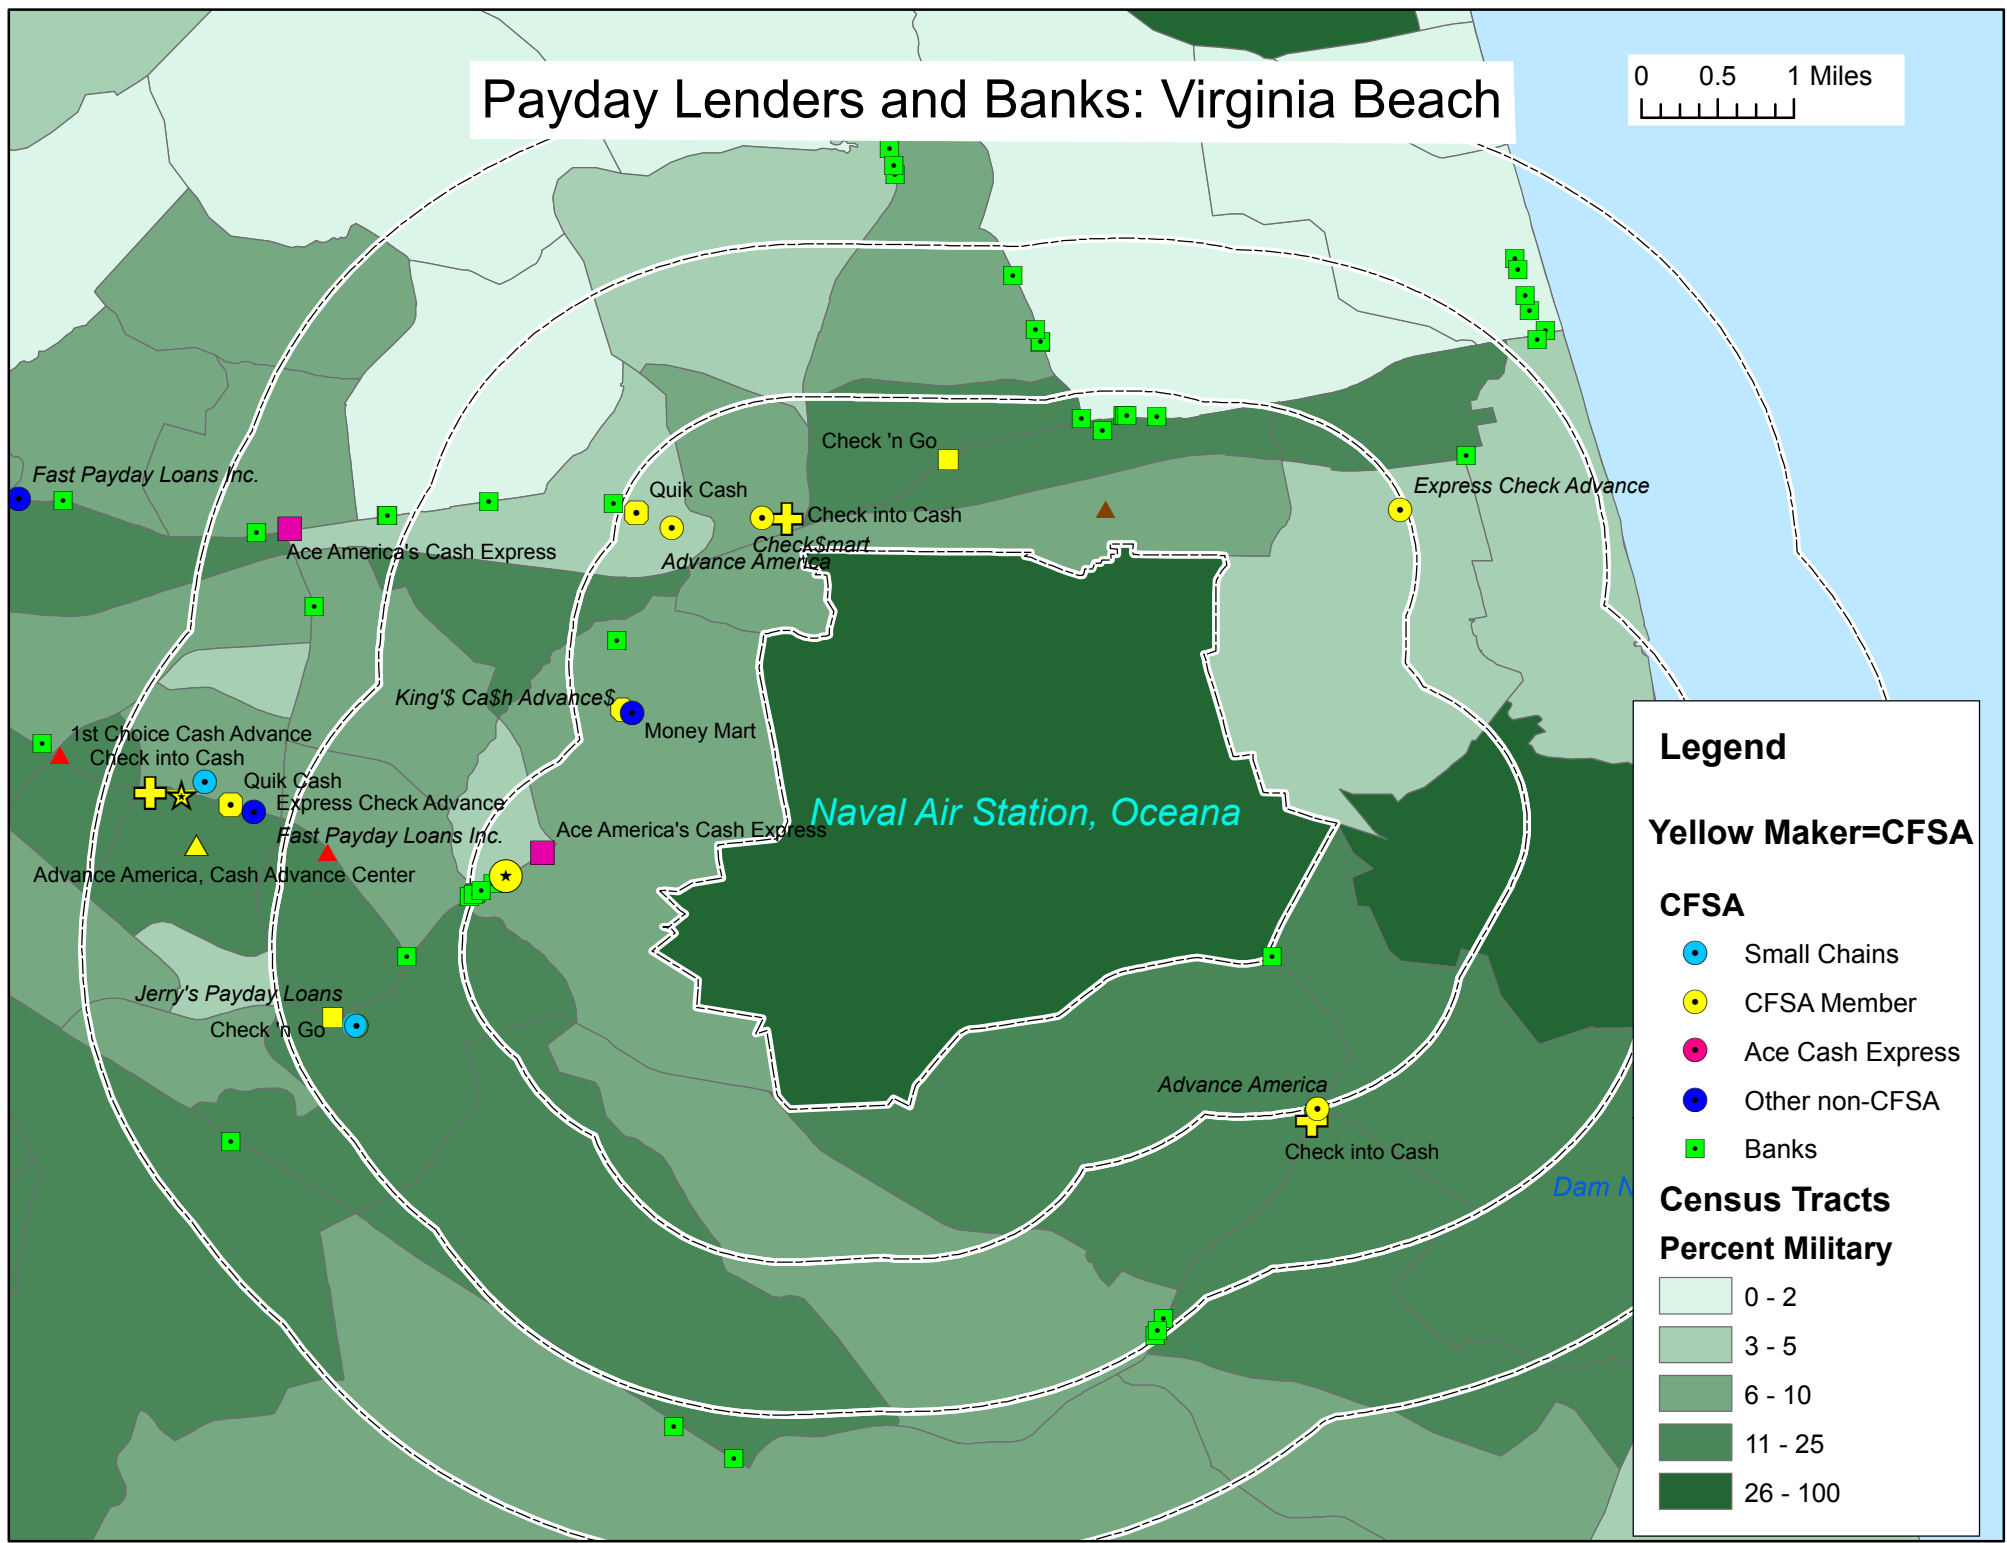 Payday Lenders and Banks: Virginia Beach
0 0.5 1 Miles
Check 'n Go
Fast Payday Loans Inc.
Quik Cash
Express Check Advance
Check into Cash
Check$mart
Ace America's Cash Express
Advance America
King'$ Ca$h Advance$
Money Mart
1st Choice Cash Advance
Check into Cash
Quik Cash
Express Check Advance
Fast Payday Loans Inc.
Ace America's Cash Express
Advance America, Cash Advance Center
Naval Air Station, Oceana
Jerry's Payday Loans
Check 'n Go
Advance America
Check into Cash
Dam N
Legend
Yellow Maker=CFSA
CFSA
Small Chains
CFSA Member
Ace Cash Express
Other non-CFSA
Banks
Census Tracts
Percent Military
0 - 2
3 - 5
6 - 10
11 - 25
26 - 100